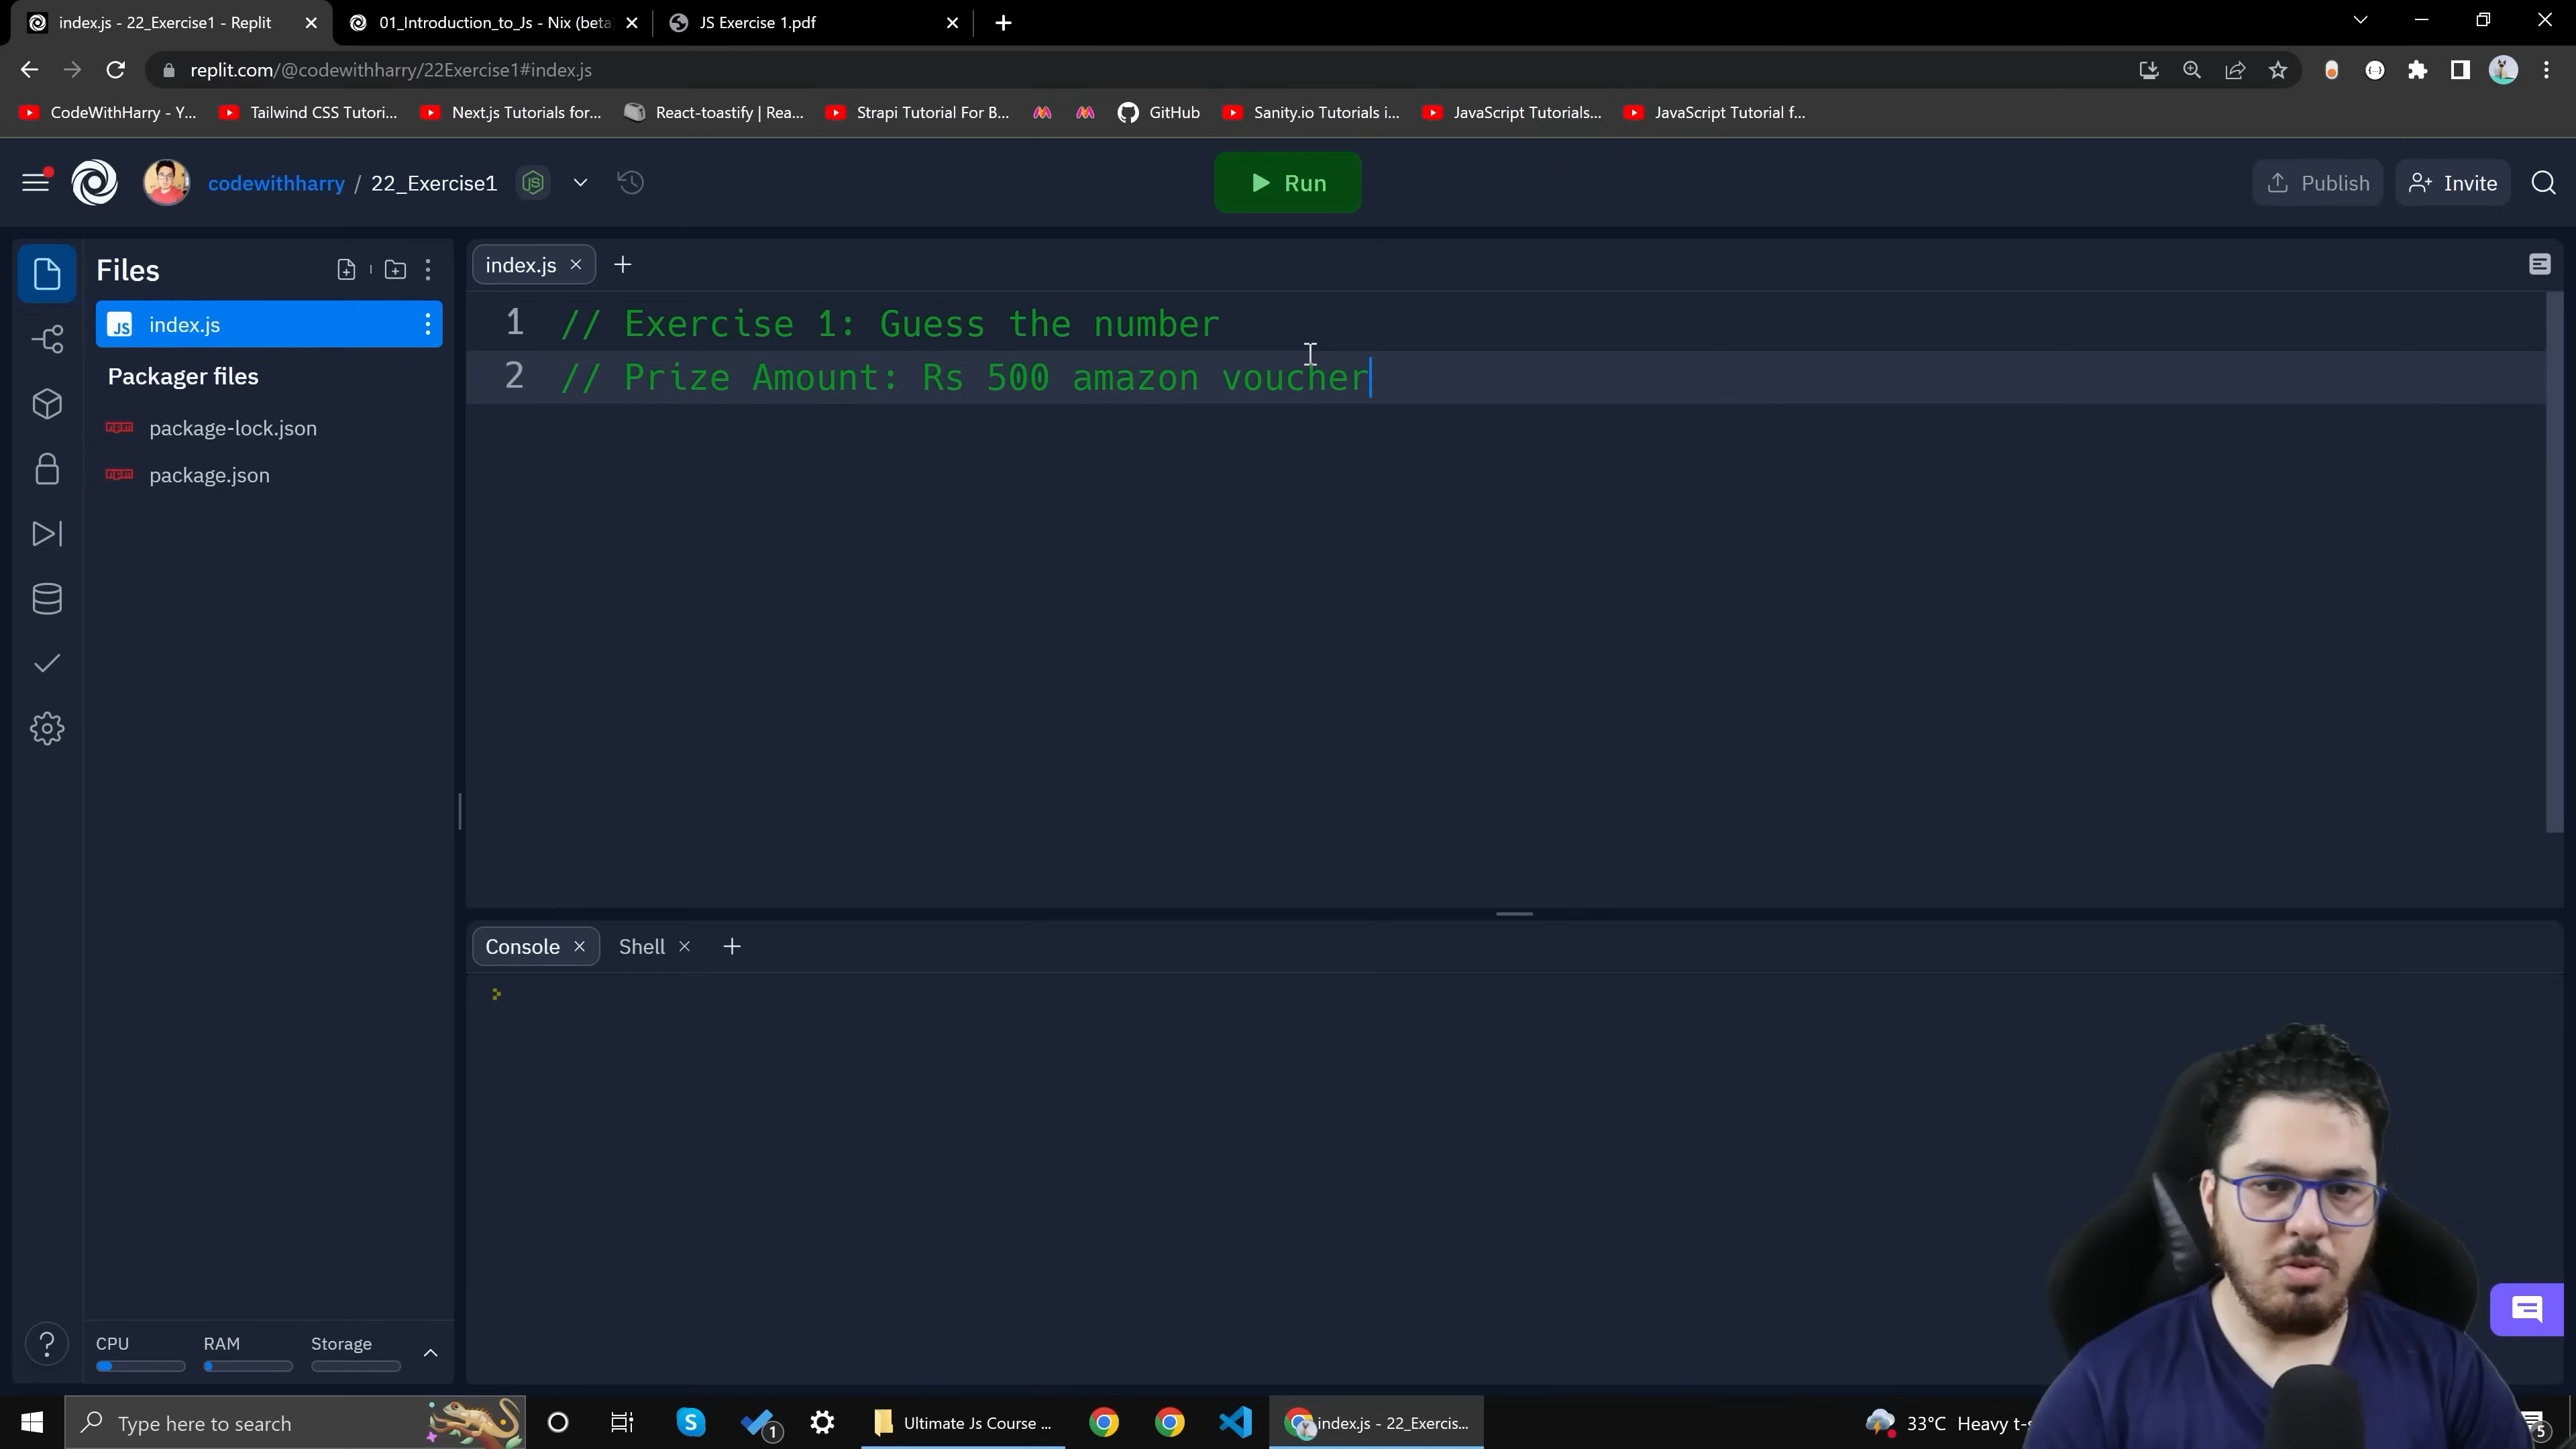 index.js - 22_Exercise1 - Replit
01_Introduction_to_Js - Nix (beta
JS Exercise 1.pdf
replit.com/@codewithharry/22Exercise1#index.js
CodeWithHarry - Y...
Tailwind CSS Tutori...
Next.js Tutorials for...
React-toastify | Rea...
Strapi Tutorial For B...
GitHub
Sanity.io Tutorials i...
JavaScript Tutorials...
JavaScript Tutorial f...
codewithharry / 22_Exercise1
Run
Publish
Invite
Files
index.js
JS index.js
Packager files
package-lock.json
package.json
1 // Exercise 1: Guess the number
2 // Prize Amount: Rs 500 amazon voucher
Console
Shell
CPU
RAM
Storage
Type here to search
1
Ultimate Js Course ...
index.js - 22_Exercis...
33°C Heavy t-s
5